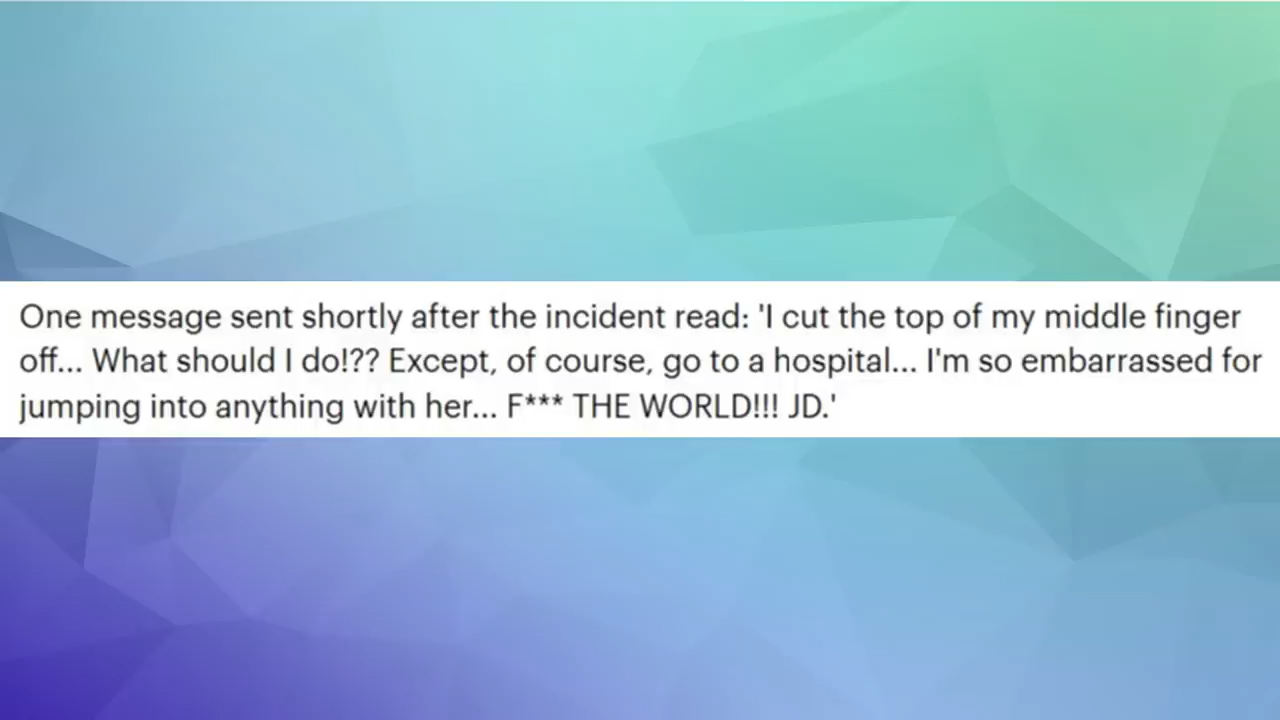 One message sent shortly after the incident read: 'I cut the top of my middle finger
off... What should I do!?? Except, of course, go to a hospital... I'm so embarrassed for
jumping into anything with her... F*** THE WORLD!!! JD.'